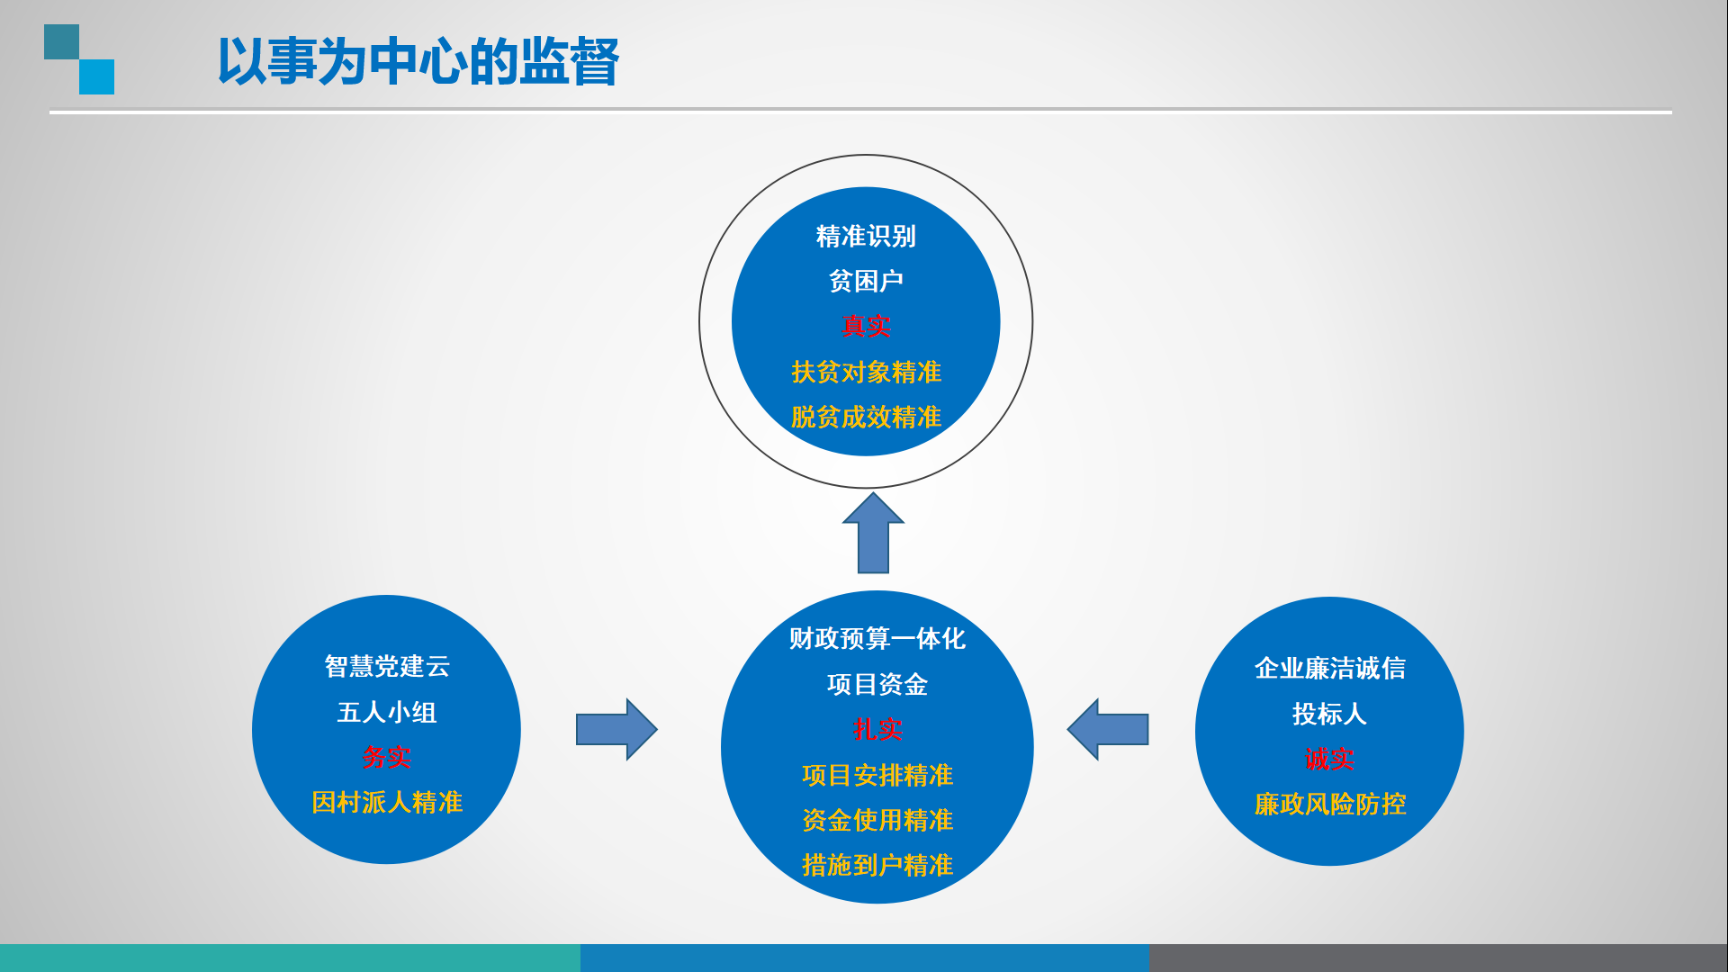 以事为中心的监督
精准识别
贫困户
真实
扶贫对象精准
脱贫成效精准
智慧党建云
五人小组
务实
因村派人精准
财政预算一体化
项目资金
扎实
项目安排精准
资金使用精准
措施到户精准
企业廉洁诚信
投标人
诚实
廉政风险防控